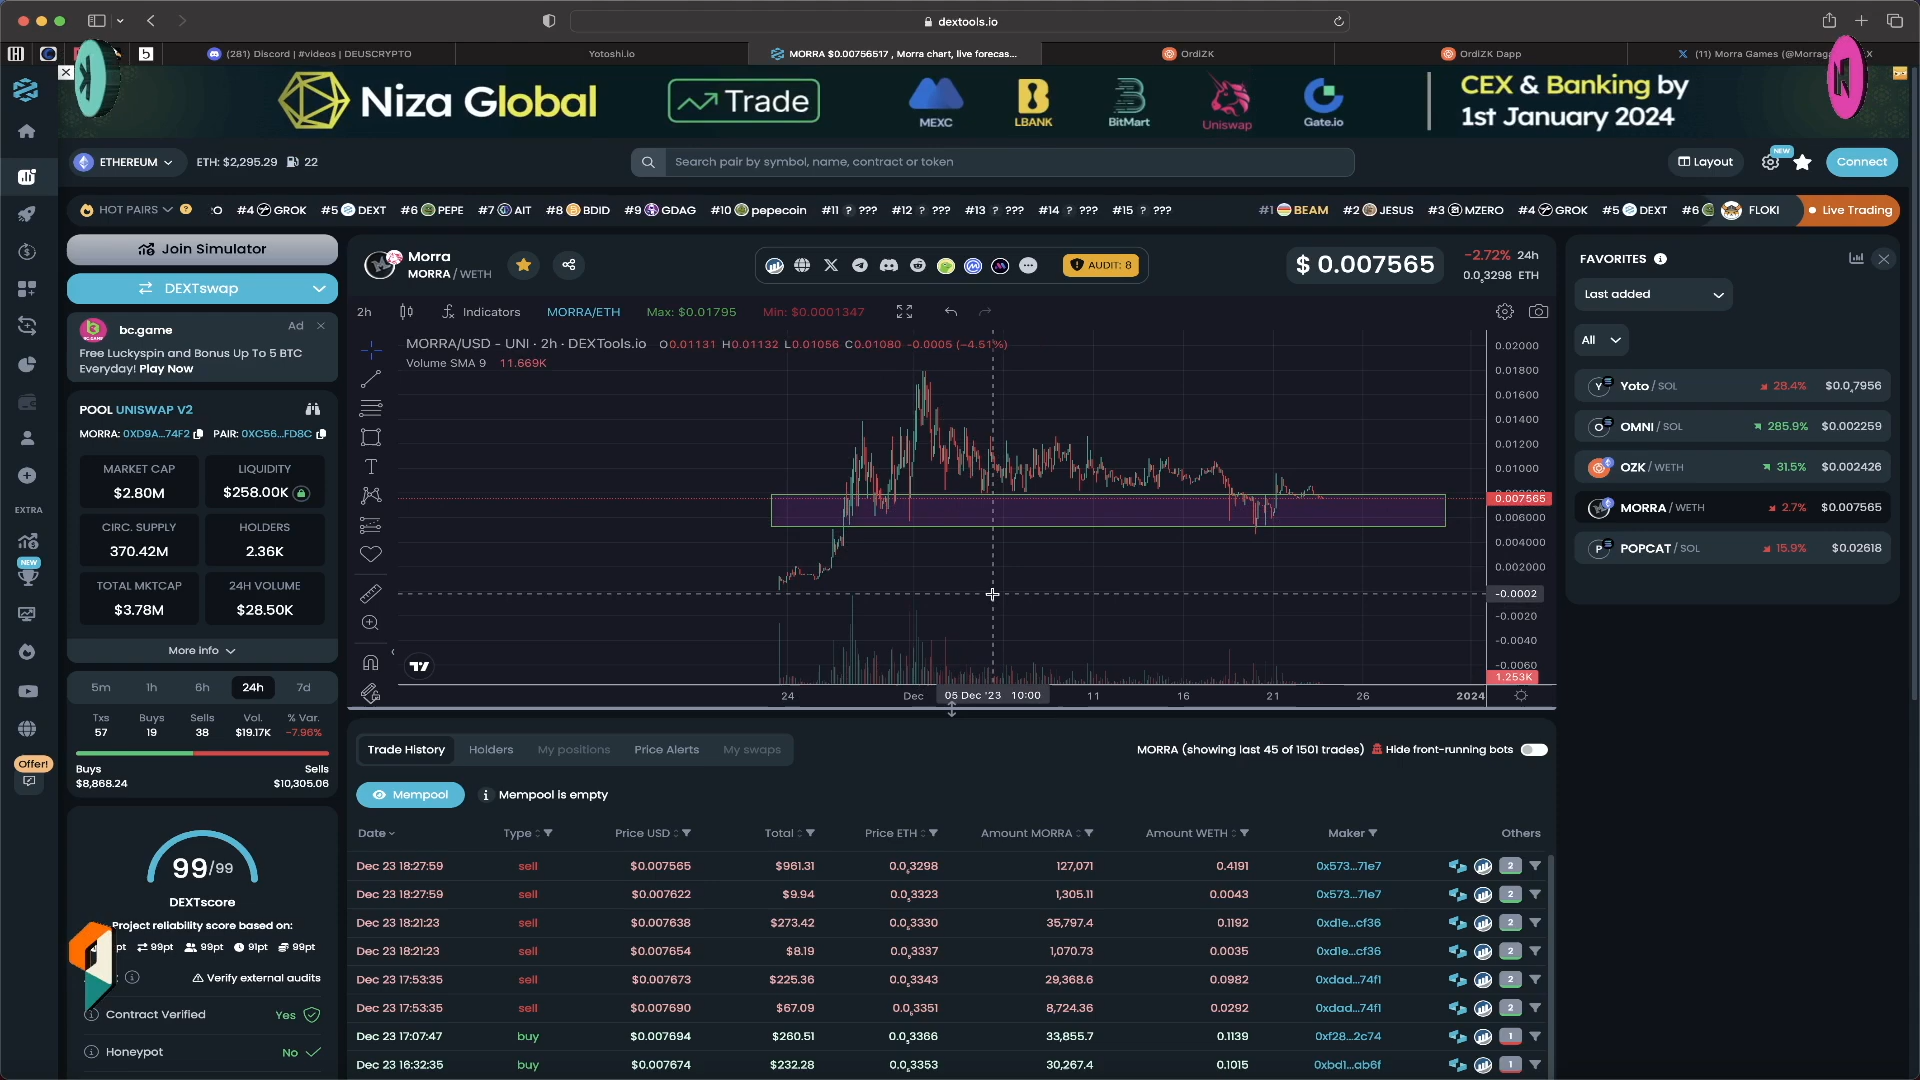 dextools.io
(281) Discord | #videos | DEUSCRYPTO
Yotoshi.io
MORRA $0.00756517 , Morra chart, live forecas...
OrdiZK
OrdiZK Dapp
(11) Morra Games (@Morraga
Niza Global
Trade
MEXC
LBANK
BitMart
Uniswap
Gate.io
CEX & Banking by
1st January 2024
ETHEREUM
ETH: $2,295.29
22
Search pair by symbol, name, contract or token
Layout
NEW
Connect
HOT PAIRS
#4 GROK #5 DEXT #6 PEPE #7 AIT #8 BDID #9 GDAG #10 pepecoin #11 ? ??? #12 ? ??? #13 ? ??? #14 ? ??? #15 ? ???
#1 BEAM #2 JESUS #3 MZERO #4 GROK #5 DEXT #6 FLOKI
Live Trading
Join Simulator
DEXTswap
bc.game
Ad
Free Luckyspin and Bonus Up To 5 BTC
Everyday! Play Now
POOL UNISWAP V2
MORRA: 0XD9A...74F2 PAIR: 0XC56...FD8C
MARKET CAP
$2.80M
LIQUIDITY
$258.00K
EXTRA
CIRC. SUPPLY
370.42M
HOLDERS
2.36K
NEW
TOTAL MKTCAP
$3.78M
24H VOLUME
$28.50K
More info
5m 1h 6h 24h 7d
Txs Buys Sells Vol. % Var.
57 19 38 $19.17K -7.96%
Offer!
Buys Sells
$8,868.24 $10,305.06
99/99
DEXTscore
Project reliability score based on:
pt 99pt 99pt 91pt 99pt
Verify external audits
Contract Verified Yes
Honeypot No
Morra
MORRA / WETH
AUDIT: 8
$ 0.007565
-2.72% 24h
0.0₅3298 ETH
2h
Indicators
MORRA/ETH
Max: $0.01795
Min: $0.0001347
MORRA/USD - UNI · 2h · DEXTools.io O0.01131 H0.01132 L0.01056 C0.01080 -0.0005 (-4.51%)
Volume SMA 9 11.669K
0.02000
0.01800
0.01600
0.01400
0.01200
0.01000
0.007565
0.006000
0.004000
0.002000
-0.0002
-0.0020
-0.0040
-0.0060
1.253K
24 Dec 05 Dec '23 10:00 11 16 21 26 2024
FAVORITES
Last added
All
Yoto / SOL 28.4% $0.0₅7956
OMNI / SOL 285.9% $0.002259
OZK / WETH 31.5% $0.002426
MORRA / WETH 2.7% $0.007565
POPCAT / SOL 15.9% $0.02618
Trade History Holders My positions Price Alerts My swaps
MORRA (showing last 45 of 1501 trades) Hide front-running bots
Mempool
Mempool is empty
Date Type Price USD Total Price ETH Amount MORRA Amount WETH Maker Others
Dec 23 18:27:59 sell $0.007565 $961.31 0.0₅3298 127,071 0.4191 0x573...71e7 2
Dec 23 18:27:59 sell $0.007622 $9.94 0.0₅3323 1,305.11 0.0043 0x573...71e7 2
Dec 23 18:21:23 sell $0.007638 $273.42 0.0₅3330 35,797.4 0.1192 0xd1e...cf36 2
Dec 23 18:21:23 sell $0.007654 $8.19 0.0₅3337 1,070.73 0.0035 0xd1e...cf36 2
Dec 23 17:53:35 sell $0.007673 $225.36 0.0₅3343 29,368.6 0.0982 0xdad...74f1 2
Dec 23 17:53:35 sell $0.007690 $67.09 0.0₅3351 8,724.36 0.0292 0xdad...74f1 2
Dec 23 17:07:47 buy $0.007694 $260.51 0.0₅3366 33,855.7 0.1139 0xf28...2c74 1
Dec 23 16:32:35 buy $0.007674 $232.28 0.0₅3353 30,267.4 0.1015 0xbd1...ab6f 1